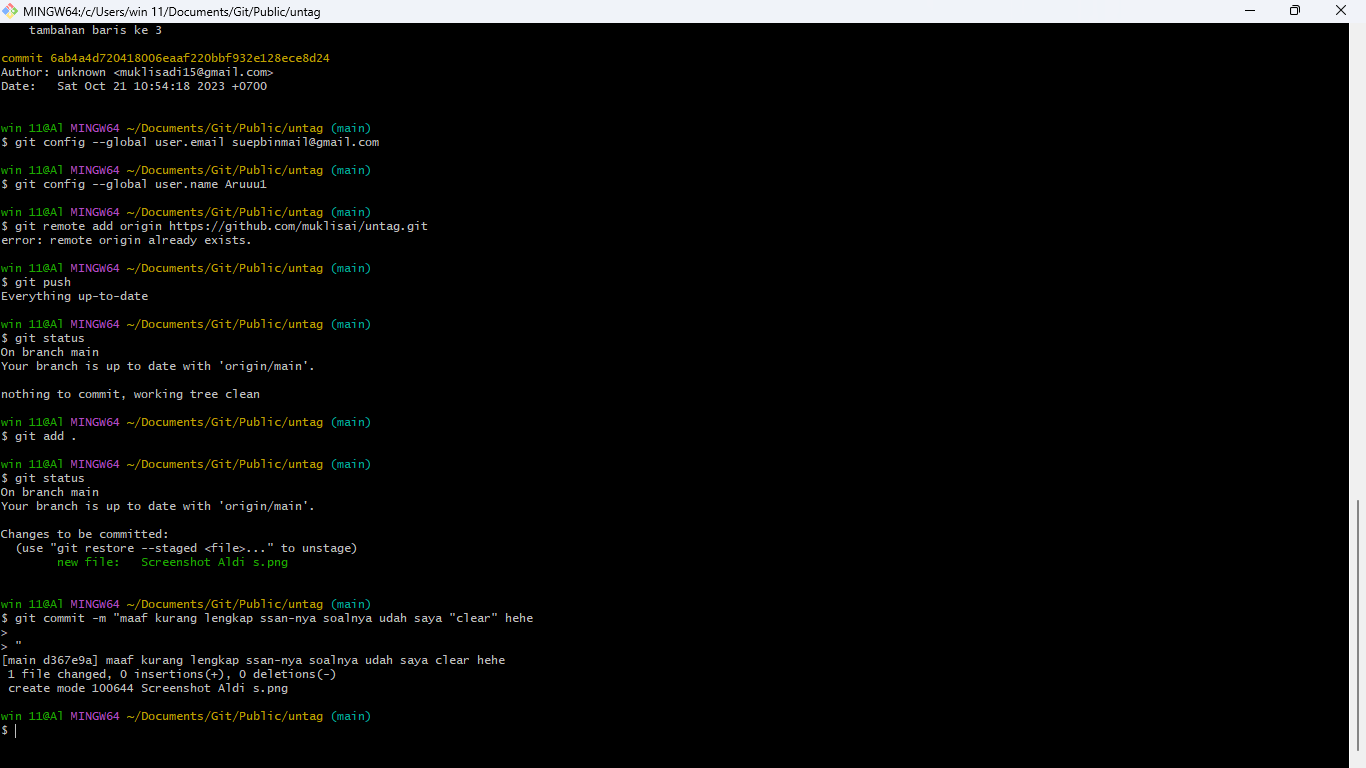 MINGW64:/c/Users/win 11/Documents/Git/Public/untag
tambahan baris ke 3
commit 6ab4a4d720418006eaaf220bbf932e128ece8d24
Author: unknown <muklisadi15@gmail.com>
Date:   Sat Oct 21 10:54:18 2023 +0700
win 11@Al MINGW64 ~/Documents/Git/Public/untag (main)
$ git config --global user.email suepbinmail@gmail.com
win 11@Al MINGW64 ~/Documents/Git/Public/untag (main)
$ git config --global user.name Aruuu1
win 11@Al MINGW64 ~/Documents/Git/Public/untag (main)
$ git remote add origin https://github.com/muklisai/untag.git
error: remote origin already exists.
win 11@Al MINGW64 ~/Documents/Git/Public/untag (main)
$ git push
Everything up-to-date
win 11@Al MINGW64 ~/Documents/Git/Public/untag (main)
$ git status
On branch main
Your branch is up to date with 'origin/main'.
nothing to commit, working tree clean
win 11@Al MINGW64 ~/Documents/Git/Public/untag (main)
$ git add .
win 11@Al MINGW64 ~/Documents/Git/Public/untag (main)
$ git status
On branch main
Your branch is up to date with 'origin/main'.
Changes to be committed:
(use "git restore --staged <file>..." to unstage)
new file:   Screenshot Aldi s.png
win 11@Al MINGW64 ~/Documents/Git/Public/untag (main)
$ git commit -m "maaf kurang lengkap ssan-nya soalnya udah saya "clear" hehe
>
> "
[main d367e9a] maaf kurang lengkap ssan-nya soalnya udah saya clear hehe
1 file changed, 0 insertions(+), 0 deletions(-)
create mode 100644 Screenshot Aldi s.png
win 11@Al MINGW64 ~/Documents/Git/Public/untag (main)
$